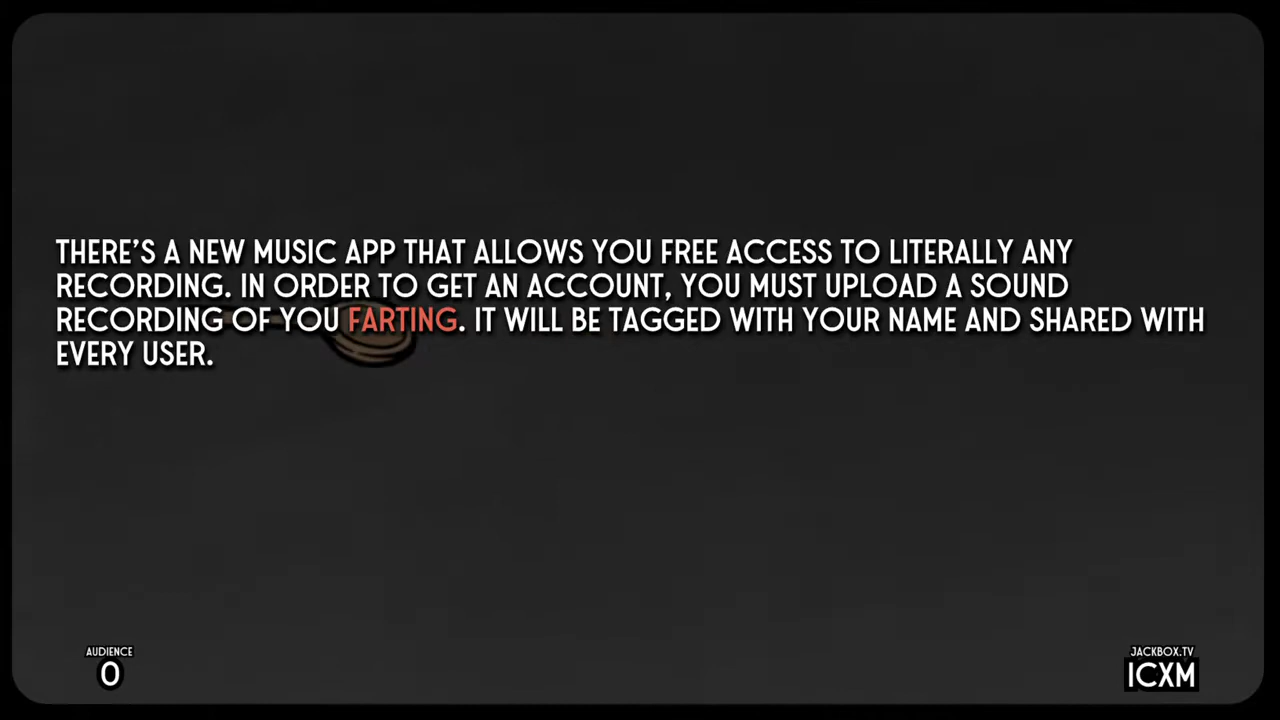 THERE'S A NEW MUSIC APP THAT ALLOWS YOU FREE ACCESS TO LITERALLY ANY
RECORDING. IN ORDER TO GET AN ACCOUNT, YOU MUST UPLOAD A SOUND
RECORDING OF YOU FARTING. IT WILL BE TAGGED WITH YOUR NAME AND SHARED WITH
EVERY USER.
AUDIENCE
0
JACKBOX.TV
ICXM